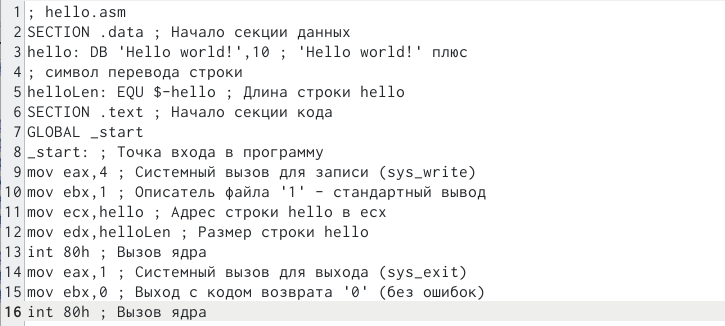 1 ; hello.asm
2 SECTION .data ; Начало секции данных
3 hello: DB 'Hello world!',10 ; 'Hello world!' плюс
4 ; символ перевода строки
5 helloLen: EQU $-hello ; Длина строки hello
6 SECTION .text ; Начало секции кода
7 GLOBAL _start
8 _start: ; Точка входа в программу
9 mov eax,4 ; Системный вызов для записи (sys_write)
10 mov ebx,1 ; Описатель файла '1' - стандартный вывод
11 mov ecx,hello ; Адрес строки hello в ecx
12 mov edx,helloLen ; Размер строки hello
13 int 80h ; Вызов ядра
14 mov eax,1 ; Системный вызов для выхода (sys_exit)
15 mov ebx,0 ; Выход с кодом возврата '0' (без ошибок)
16 int 80h ; Вызов ядра